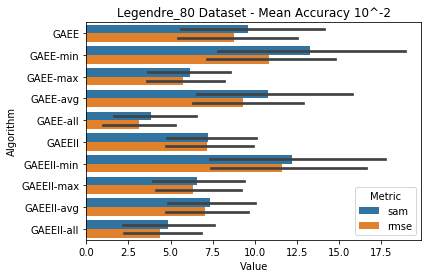 Legendre_80 Dataset - Mean Accuracy 10^-2
Algorithm
GAEE
GAEE-min
GAEE-max
GAEE-avg
GAEE-all
GAEEII
GAEEII-min
GAEEII-max
GAEEII-avg
GAEEII-all
Metric
sam
rmse
0.0 2.5 5.0 7.5 10.0 12.5 15.0 17.5
Value